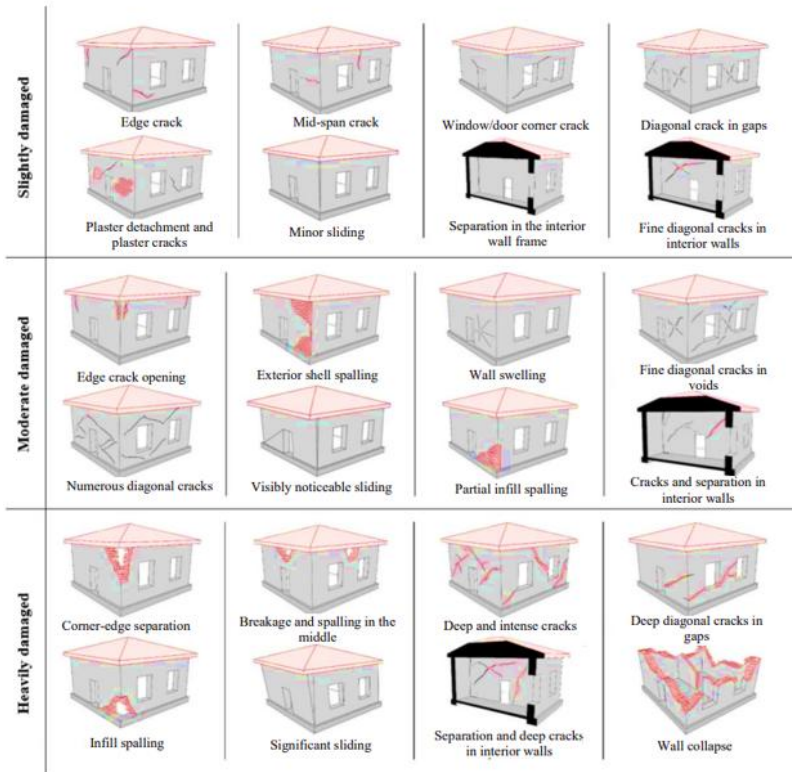 Slightly damaged
Edge crack
Mid-span crack
Window/door corner crack
Diagonal crack in gaps
Plaster detachment and
plaster cracks
Minor sliding
Separation in the interior
wall frame
Fine diagonal cracks in
interior walls
Moderate damaged
Edge crack opening
Exterior shell spalling
Wall swelling
Fine diagonal cracks in
voids
Numerous diagonal cracks
Visibly noticeable sliding
Partial infill spalling
Cracks and separation in
interior walls
Heavily damaged
Corner-edge separation
Breakage and spalling in the
middle
Deep and intense cracks
Deep diagonal cracks in
gaps
Infill spalling
Significant sliding
Separation and deep cracks
in interior walls
Wall collapse